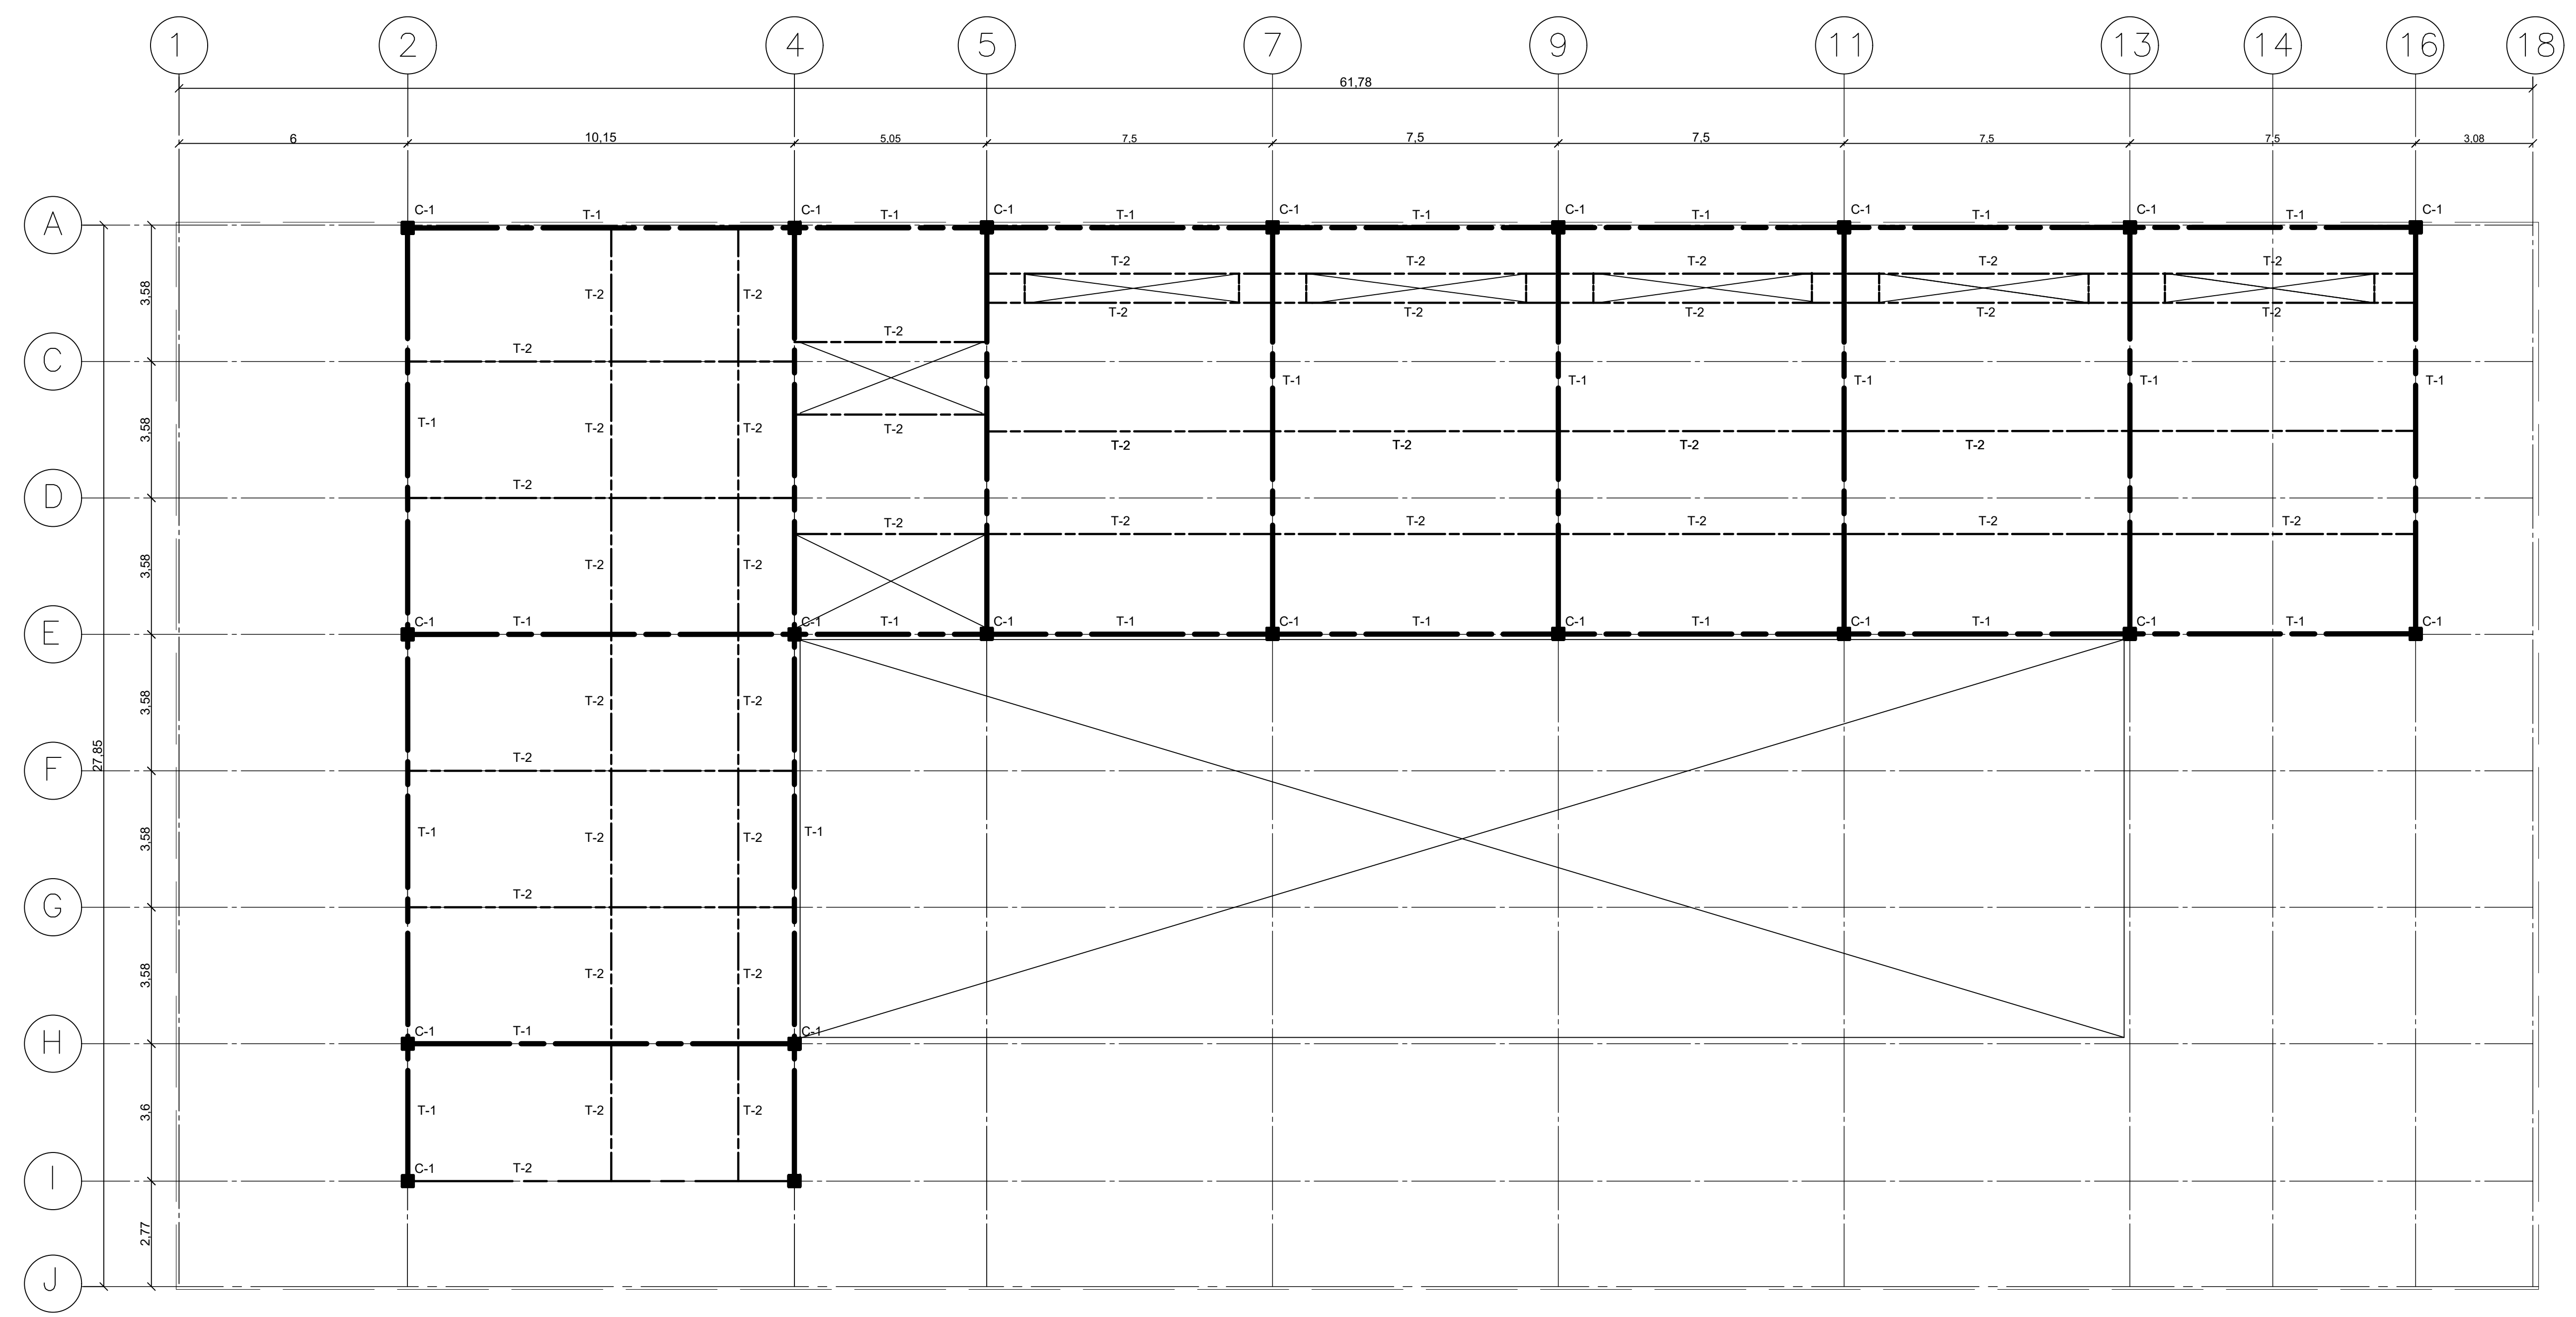 1 2 4 5 7 9 11 13 14 16 18
61,78
6 10,15 5,05 7,5 7,5 7,5 7,5 7,5 3,08
C-1 C-1 C-1 C-1 C-1 C-1 C-1 C-1
A T-1 T-1 T-1 T-1 T-1 T-1 T-1
T-2 T-2 T-2 T-2 T-2
3,58 T-2 T-2
T-2 T-2 T-2 T-2 T-2
T-2
T-2
C
T-1 T-1 T-1 T-1 T-1
T-1
3,58 T-2 T-2 T-2
T-2 T-2 T-2 T-2
T-2
D
T-2 T-2 T-2 T-2 T-2 T-2
3,58 T-2 T-2
C-1 T-1 C-1 T-1 C-1 T-1 C-1 T-1 C-1 T-1 C-1 T-1 C-1 T-1 C-1
E
3,58 T-2 T-2
27,85
T-2
F
T-1 T-1
3,58 T-2 T-2
T-2
G
3,58 T-2 T-2
C-1 T-1 C-1
H
3,6 T-1 T-2 T-2
C-1 T-2
I
2,77
J